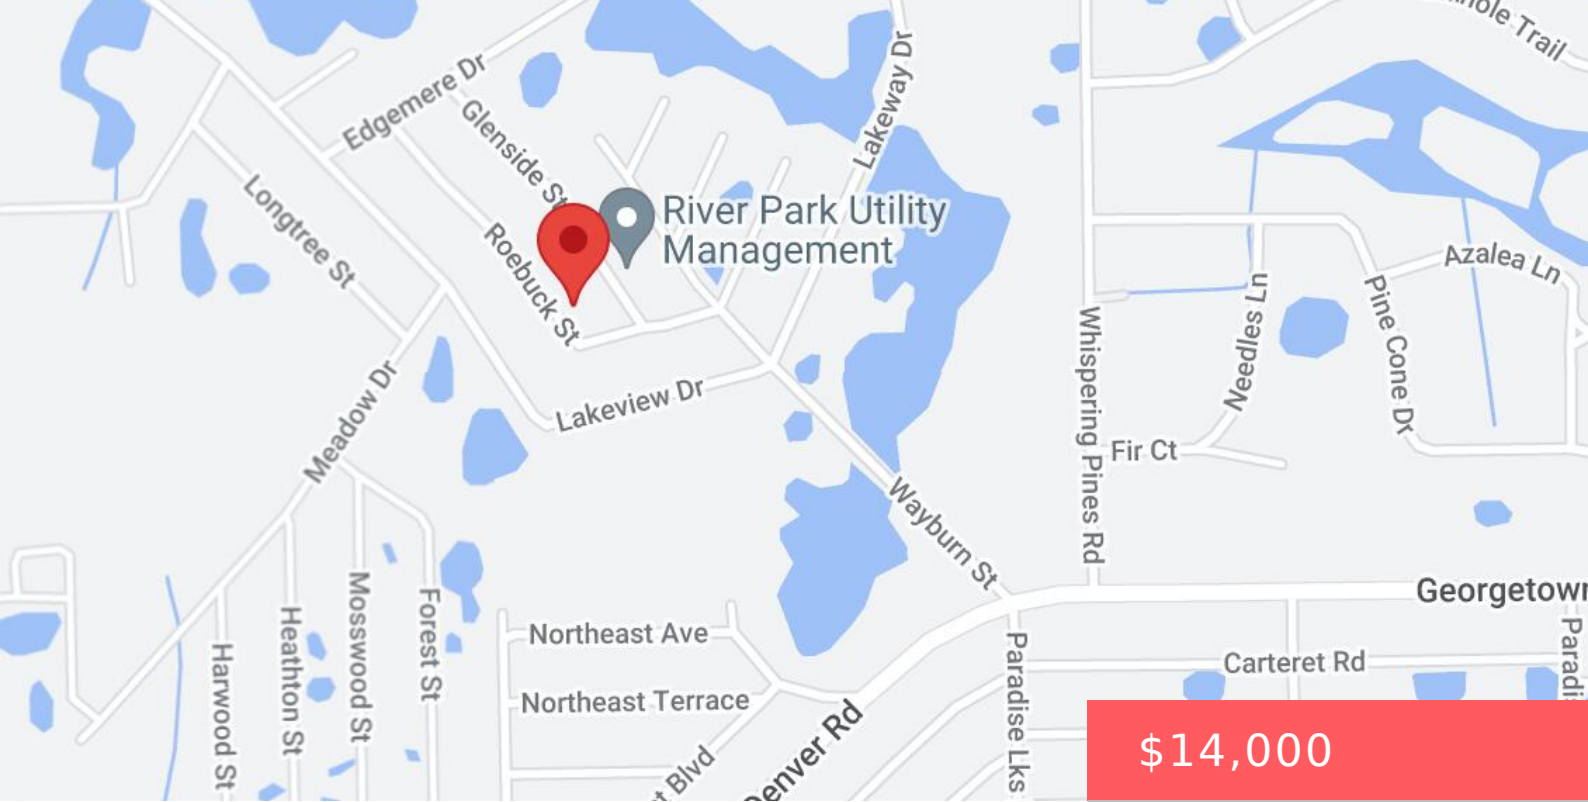 Lakeway Dr
Edgemere Dr
Glenside St
River Park Utility
Management
Longtree St
Roebuck St
Azalea Ln
Needles Ln
Pine Cone Dr
Whispering Pines Rd
Meadow Dr
Lakeview Dr
Fir Ct
Wayburn St
Georgetown
Mosswood St
Forest St
Heathton St
Harwood St
Northeast Ave
Northeast Terrace
Paradise Lks
Carteret Rd
Denver Rd
Blvd
Trail
$14,000